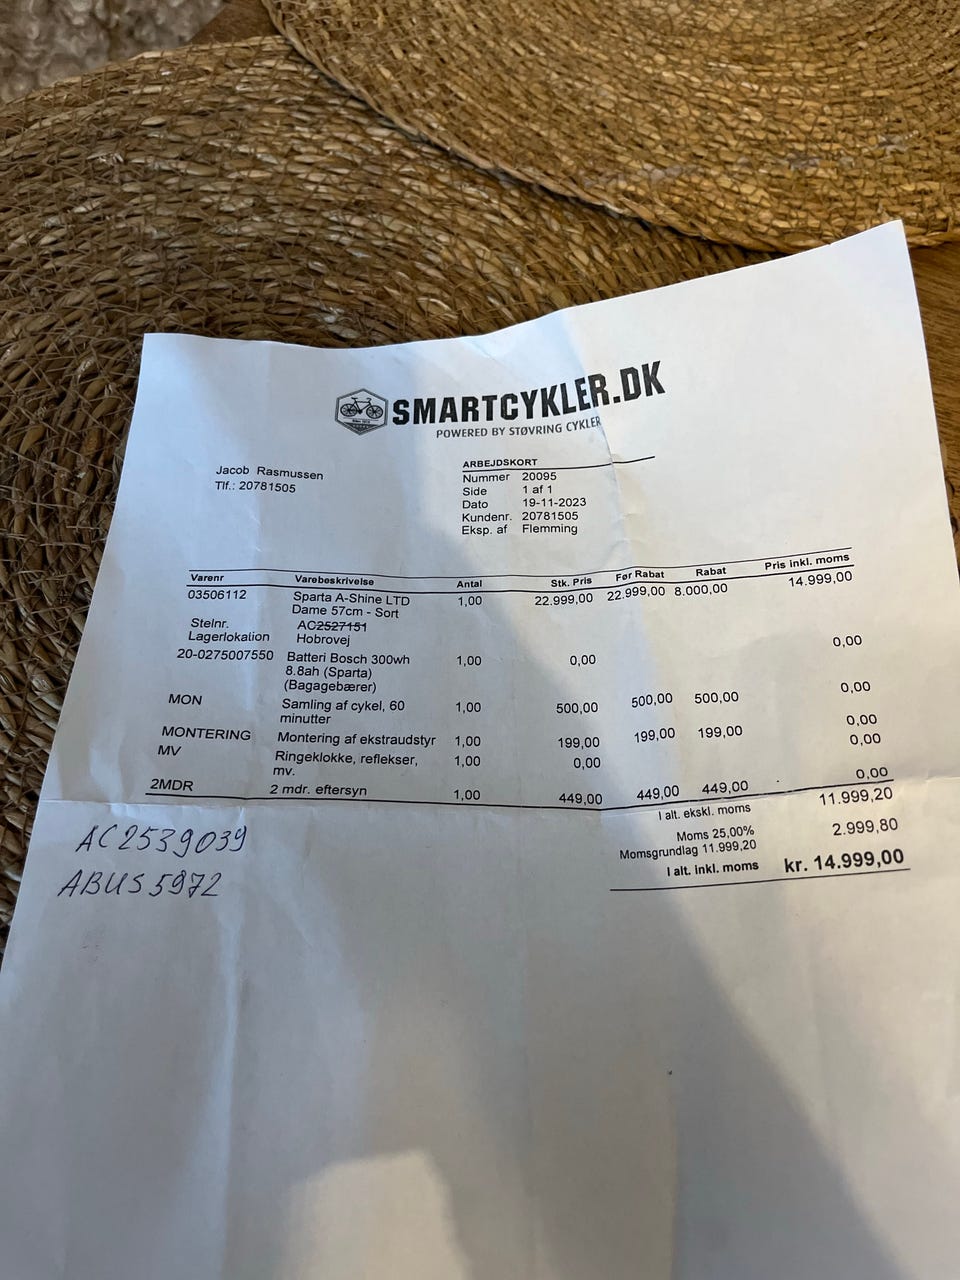 SMARTCYKLER.DK
POWERED BY STØVRING CYKLER
Jacob Rasmussen
Tlf.: 20781505
ARBEJDSKORT
Nummer 20095
Side 1 af 1
Dato 19-11-2023
Kundenr. 20781505
Eksp. af Flemming
Varenr Varebeskrivelse Antal Stk. Pris Før Rabat Rabat Pris inkl. moms
03506112 Sparta A-Shine LTD 1,00 22.999,00 22.999,00 8.000,00 14.999,00
Dame 57cm - Sort
Stelnr. AC2527151
Lagerlokation Hobrovej
20-0275007550 Batteri Bosch 300wh 1,00 0,00 0,00
8.8ah (Sparta)
(Bagagebærer)
MON Samling af cykel, 60 1,00 500,00 500,00 500,00 0,00
minutter
MONTERING Montering af ekstraudstyr 1,00 199,00 199,00 199,00 0,00
MV Ringeklokke, reflekser, 1,00 0,00 0,00
mv.
2MDR 2 mdr. eftersyn 1,00 449,00 449,00 449,00 0,00
I alt. ekskl. moms 11.999,20
Moms 25,00% 2.999,80
Momsgrundlag 11.999,20
I alt. inkl. moms kr. 14.999,00
AC2539039
ABUS 5972